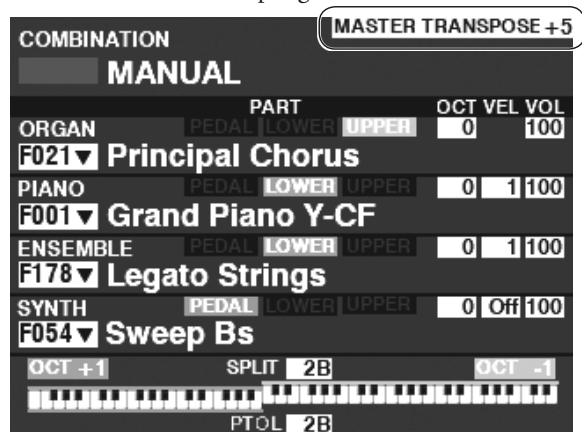 MASTER TRANSPOSE +5
COMBINATION
MANUAL
PART OCT VEL VOL
ORGAN PEDAL LOWER UPPER 0 100
F021▼ Principal Chorus
PIANO PEDAL LOWER UPPER 0 1 100
F001▼ Grand Piano Y-CF
ENSEMBLE PEDAL LOWER UPPER 0 1 100
F178▼ Legato Strings
SYNTH PEDAL LOWER UPPER 0 Off 100
F054▼ Sweep Bs
OCT +1 SPLIT 2B OCT -1
PTOL 2B